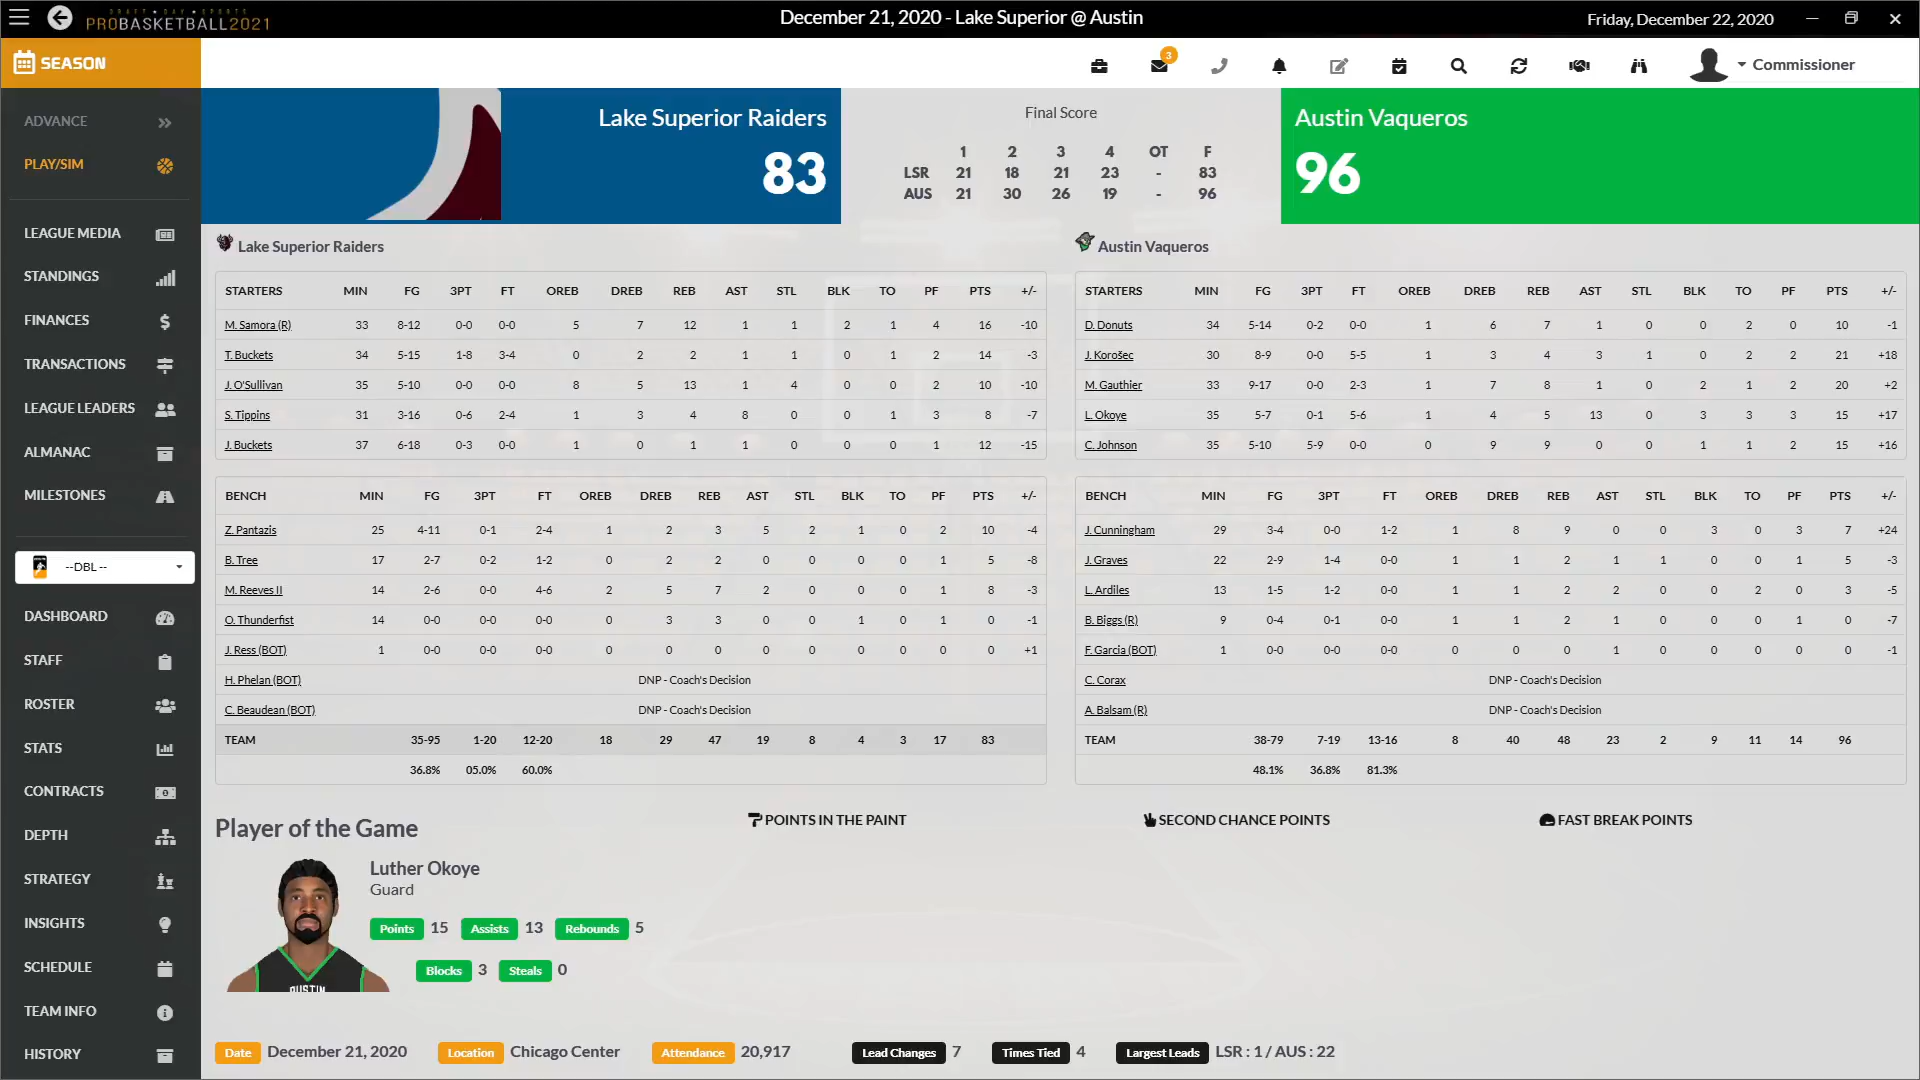 DRAFT • DAY • SPORTS
PROBASKETBALL2021
December 21, 2020 - Lake Superior @ Austin
Friday, December 22, 2020
SEASON
3
Commissioner
ADVANCE
PLAY/SIM
LEAGUE MEDIA
STANDINGS
FINANCES
TRANSACTIONS
LEAGUE LEADERS
ALMANAC
MILESTONES
--DBL --
DASHBOARD
STAFF
ROSTER
STATS
CONTRACTS
DEPTH
STRATEGY
INSIGHTS
SCHEDULE
TEAM INFO
HISTORY
Lake Superior Raiders
83
Final Score
1 2 3 4 OT F
LSR 21 18 21 23 - 83
AUS 21 30 26 19 - 96
Austin Vaqueros
96
Lake Superior Raiders
STARTERS MIN FG 3PT FT OREB DREB REB AST STL BLK TO PF PTS +/-
M. Samora (R) 33 8-12 0-0 0-0 5 7 12 1 1 2 1 4 16 -10
T. Buckets 34 5-15 1-8 3-4 0 2 2 1 1 0 1 2 14 -3
J. O'Sullivan 35 5-10 0-0 0-0 8 5 13 1 4 0 0 2 10 -10
S. Tippins 31 3-16 0-6 2-4 1 3 4 8 0 0 1 3 8 -7
J. Buckets 37 6-18 0-3 0-0 1 0 1 1 0 0 0 1 12 -15
BENCH MIN FG 3PT FT OREB DREB REB AST STL BLK TO PF PTS +/-
Z. Pantazis 25 4-11 0-1 2-4 1 2 3 5 2 1 0 2 10 -4
B. Tree 17 2-7 0-2 1-2 0 2 2 0 0 0 0 1 5 -8
M. Reeves II 14 2-6 0-0 4-6 2 5 7 2 0 0 0 1 8 -3
O. Thunderfist 14 0-0 0-0 0-0 0 3 3 0 0 1 0 1 0 -1
J. Ress (BOT) 1 0-0 0-0 0-0 0 0 0 0 0 0 0 0 0 +1
H. Phelan (BOT) DNP - Coach's Decision
C. Beaudean (BOT) DNP - Coach's Decision
TEAM 35-95 1-20 12-20 18 29 47 19 8 4 3 17 83
36.8% 05.0% 60.0%
Austin Vaqueros
STARTERS MIN FG 3PT FT OREB DREB REB AST STL BLK TO PF PTS +/-
D. Donuts 34 5-14 0-2 0-0 1 6 7 1 0 0 2 0 10 -1
J. Korošec 30 8-9 0-0 5-5 1 3 4 3 1 0 2 2 21 +18
M. Gauthier 33 9-17 0-0 2-3 1 7 8 1 0 2 1 2 20 +2
L. Okoye 35 5-7 0-1 5-6 1 4 5 13 0 3 3 3 15 +17
C. Johnson 35 5-10 5-9 0-0 0 9 9 0 0 1 1 2 15 +16
BENCH MIN FG 3PT FT OREB DREB REB AST STL BLK TO PF PTS +/-
J. Cunningham 29 3-4 0-0 1-2 1 8 9 0 0 3 0 3 7 +24
J. Graves 22 2-9 1-4 0-0 1 1 2 1 1 0 0 1 5 -3
L. Ardiles 13 1-5 1-2 0-0 1 1 2 2 0 0 2 0 3 -5
B. Biggs (R) 9 0-4 0-1 0-0 1 1 2 1 0 0 0 1 0 -7
F. Garcia (BOT) 1 0-0 0-0 0-0 0 0 0 1 0 0 0 0 0 -1
C. Corax DNP - Coach's Decision
A. Balsam (R) DNP - Coach's Decision
TEAM 38-79 7-19 13-16 8 40 48 23 2 9 11 14 96
48.1% 36.8% 81.3%
Player of the Game
Luther Okoye
Guard
Points 15 Assists 13 Rebounds 5
Blocks 3 Steals 0
AUSTIN
POINTS IN THE PAINT
SECOND CHANCE POINTS
FAST BREAK POINTS
Date December 21, 2020 Location Chicago Center Attendance 20,917 Lead Changes 7 Times Tied 4 Largest Leads LSR : 1 / AUS : 22